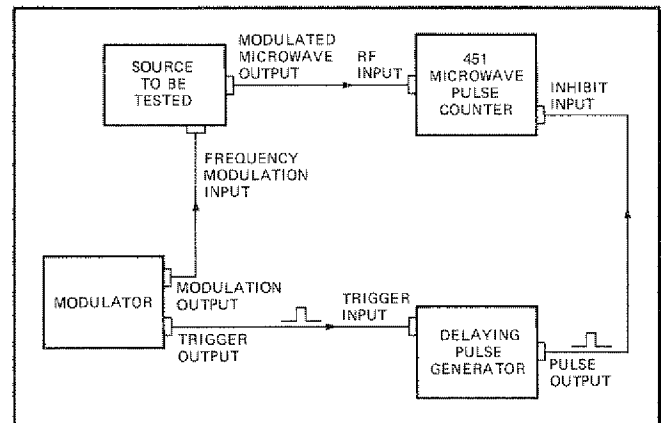 SOURCE
TO BE
TESTED
MODULATED
MICROWAVE
OUTPUT
RF
INPUT
451
MICROWAVE
PULSE
COUNTER
INHIBIT
INPUT
FREQUENCY
MODULATION
INPUT
MODULATOR
MODULATION
OUTPUT
TRIGGER
OUTPUT
TRIGGER
INPUT
DELAYING
PULSE
GENERATOR
PULSE
OUTPUT